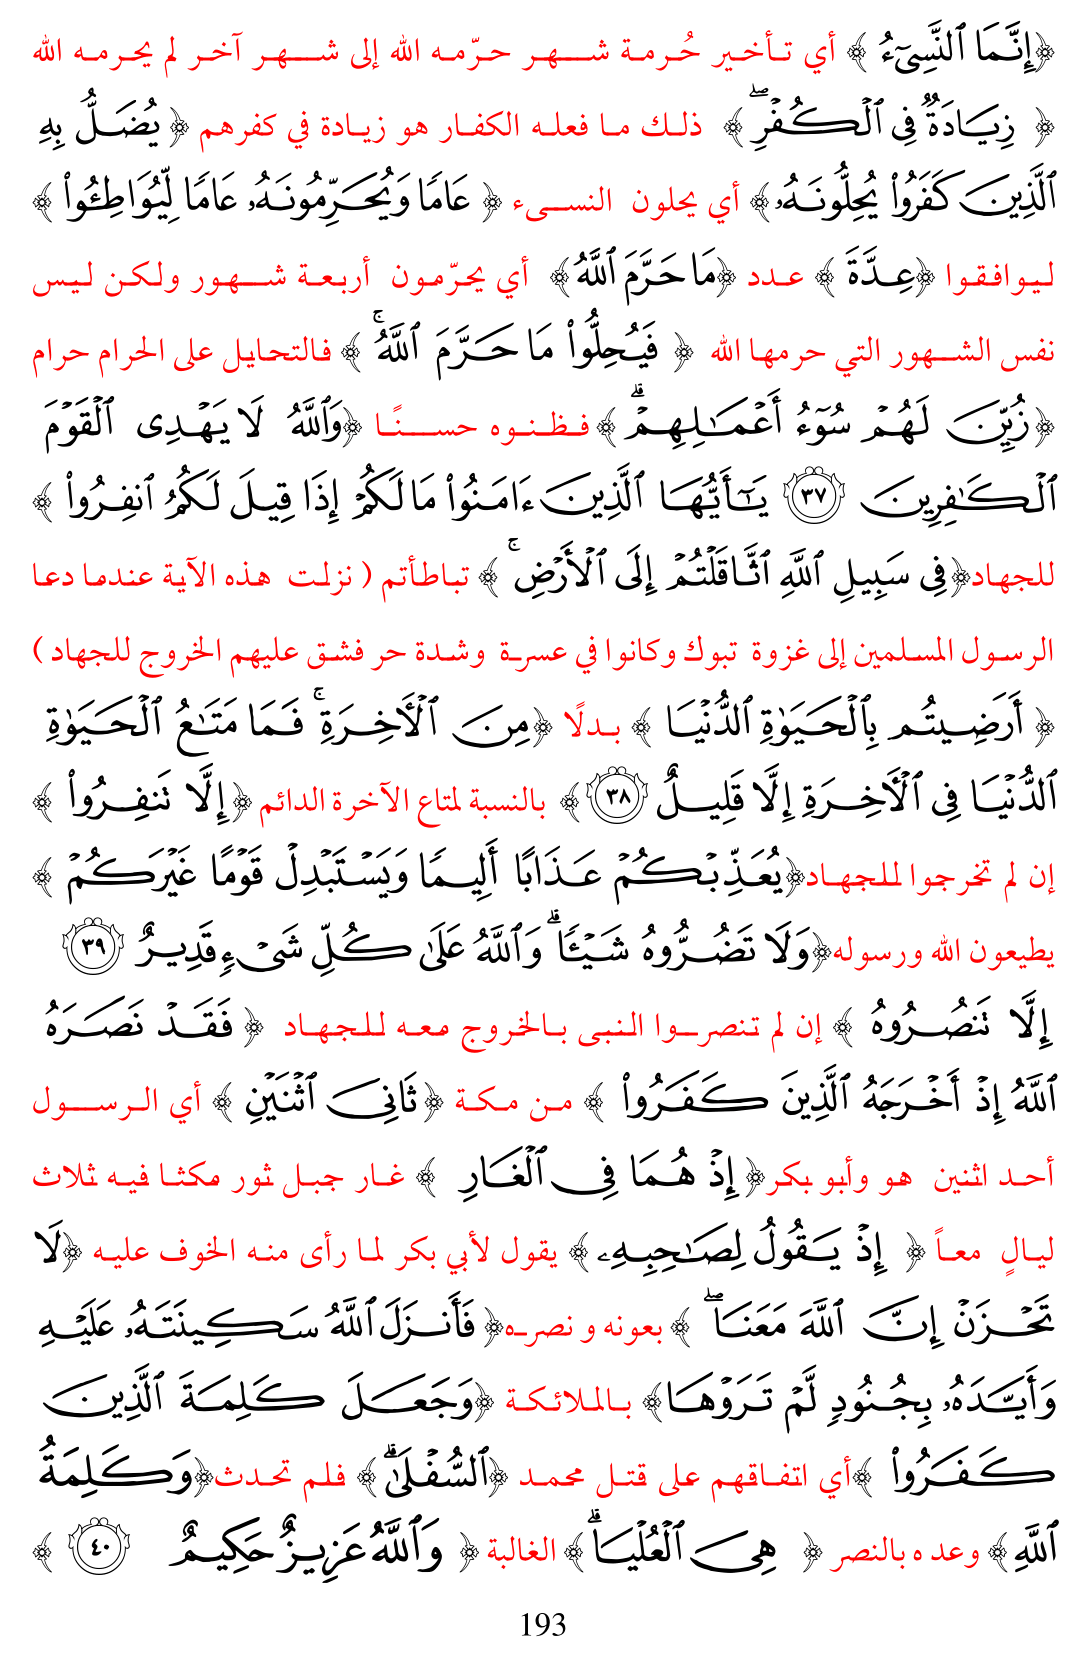 ﴿إِنَّمَا ٱلنَّسِىٓءُ ﴾ أي تأخير حُرمة شهر حرّمه الله إلى شهر آخر لم يحرمه الله
﴿ زِيَادَةٌ فِى ٱلْكُفْرِ ۖ ﴾ ذلك ما فعله الكفار هو زيادة في كفرهم ﴿ يُضَلُّ بِهِ
ٱلَّذِينَ كَفَرُوا۟ يُحِلُّونَهُۥ﴾ أي يحلون النسىء ﴿ عَامًا وَيُحَرِّمُونَهُۥ عَامًا لِّيُوَاطِـُٔوا۟ ﴾
ليوافقوا ﴿عِدَّةَ ﴾ عدد ﴿مَا حَرَّمَ ٱللَّهُ﴾ أي يحرّمون أربعة شهور ولكن ليس
نفس الشهور التي حرمها الله ﴿ فَيُحِلُّوا۟ مَا حَرَّمَ ٱللَّهُ ۚ ﴾ فالتحايل على الحرام حرام
﴿زُيِّنَ لَهُمْ سُوٓءُ أَعْمَـٰلِهِمْ ۗ ﴾ فظنوه حسنًا ﴿وَٱللَّهُ لَا يَهْدِى ٱلْقَوْمَ
ٱلْكَـٰفِرِينَ ٣٧ يَـٰٓأَيُّهَا ٱلَّذِينَ ءَامَنُوا۟ مَا لَكُمْ إِذَا قِيلَ لَكُمُ ٱنفِرُوا۟ ﴾
للجهاد﴿فِى سَبِيلِ ٱللَّهِ ٱثَّاقَلْتُمْ إِلَى ٱلْأَرْضِ ۚ ﴾ تباطأتم ( نزلت هذه الآية عندما دعا
الرسول المسلمين إلى غزوة تبوك وكانوا في عسرة وشدة حر فشق عليهم الخروج للجهاد )
﴿ أَرَضِيتُم بِٱلْحَيَوٰةِ ٱلدُّنْيَا ﴾ بدلًا ﴿مِنَ ٱلْـَٔاخِرَةِ ۚ فَمَا مَتَـٰعُ ٱلْحَيَوٰةِ
ٱلدُّنْيَا فِى ٱلْـَٔاخِرَةِ إِلَّا قَلِيلٌ ٣٨ ﴾ بالنسبة لمتاع الآخرة الدائم ﴿إِلَّا تَنفِرُوا۟ ﴾
إن لم تخرجوا للجهاد﴿يُعَذِّبْكُمْ عَذَابًا أَلِيمًا وَيَسْتَبْدِلْ قَوْمًا غَيْرَكُمْ ﴾
يطيعون الله ورسوله﴿وَلَا تَضُرُّوهُ شَيْـًٔا ۗ وَٱللَّهُ عَلَىٰ كُلِّ شَىْءٍ قَدِيرٌ ٣٩
إِلَّا تَنصُرُوهُ ﴾ إن لم تنصروا النبى بالخروج معه للجهاد ﴿ فَقَدْ نَصَرَهُ
ٱللَّهُ إِذْ أَخْرَجَهُ ٱلَّذِينَ كَفَرُوا۟ ﴾ من مكة ﴿ثَانِىَ ٱثْنَيْنِ ﴾ أي الرسول
أحد اثنين هو وأبو بكر﴿ إِذْ هُمَا فِى ٱلْغَارِ ﴾ غار جبل ثور مكثا فيه ثلاث
ليالٍ معاً ﴿ إِذْ يَقُولُ لِصَـٰحِبِهِۦ ﴾ يقول لأبي بكر لما رأى منه الخوف عليه ﴿لَا
تَحْزَنْ إِنَّ ٱللَّهَ مَعَنَا ۖ ﴾ بعونه و نصره﴿ فَأَنزَلَ ٱللَّهُ سَكِينَتَهُۥ عَلَيْهِ
وَأَيَّدَهُۥ بِجُنُودٍ لَّمْ تَرَوْهَا﴾ بالملائكة ﴿وَجَعَلَ كَلِمَةَ ٱلَّذِينَ
كَفَرُوا۟ ﴾أي اتفاقهم على قتل محمد ﴿ٱلسُّفْلَىٰ ۗ ﴾ فلم تحدث﴿وَكَلِمَةُ
ٱللَّهِ ﴾ وعد ه بالنصر ﴿ هِىَ ٱلْعُلْيَا ۗ ﴾ الغالبة ﴿ وَٱللَّهُ عَزِيزٌ حَكِيمٌ ٤٠ ﴾
193